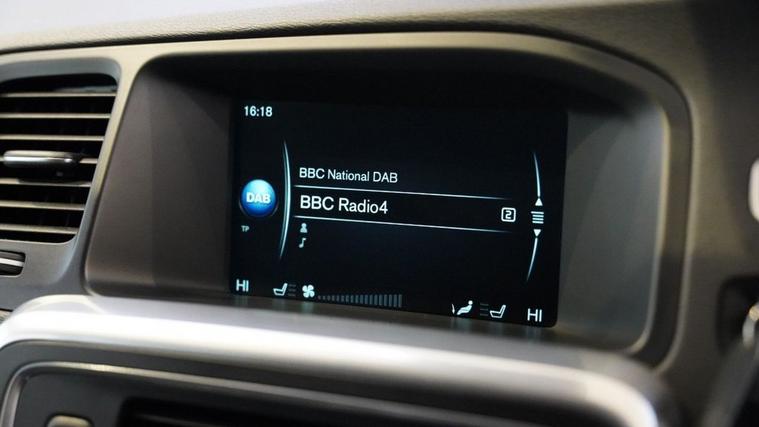 16:18
BBC National DAB
DAB
BBC Radio4
2
TP
HI
HI